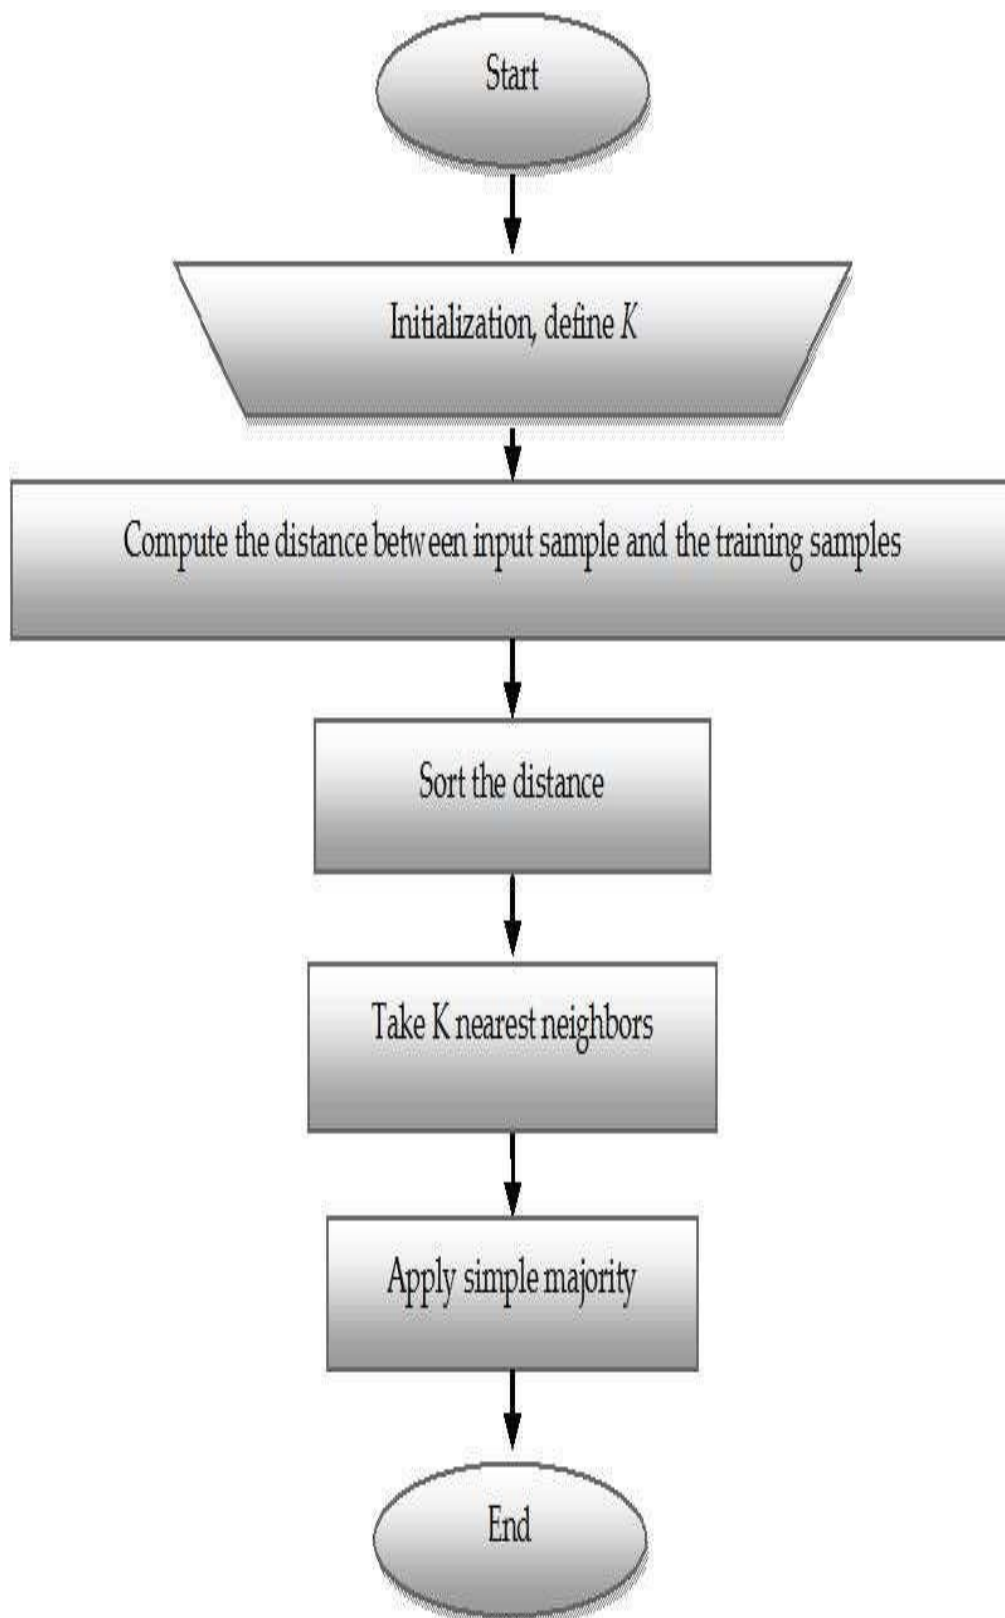 Start
Initialization, define K
Compute the distance between input sample and the training samples
Sort the distance
Take K nearest neighbors
Apply simple majority
End